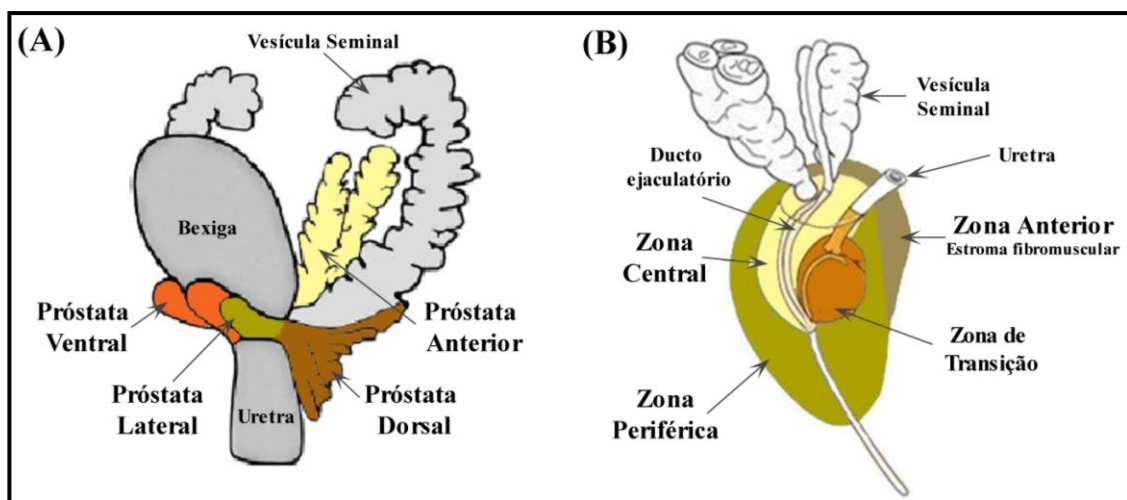 (A)
Vesícula Seminal
Bexiga
Próstata
Ventral
Próstata
Lateral
Uretra
Próstata
Anterior
Próstata
Dorsal
(B)
Vesícula
Seminal
Ducto
ejaculatório
Uretra
Zona
Central
Zona Anterior
Estroma fibromuscular
Zona de
Transição
Zona
Periférica